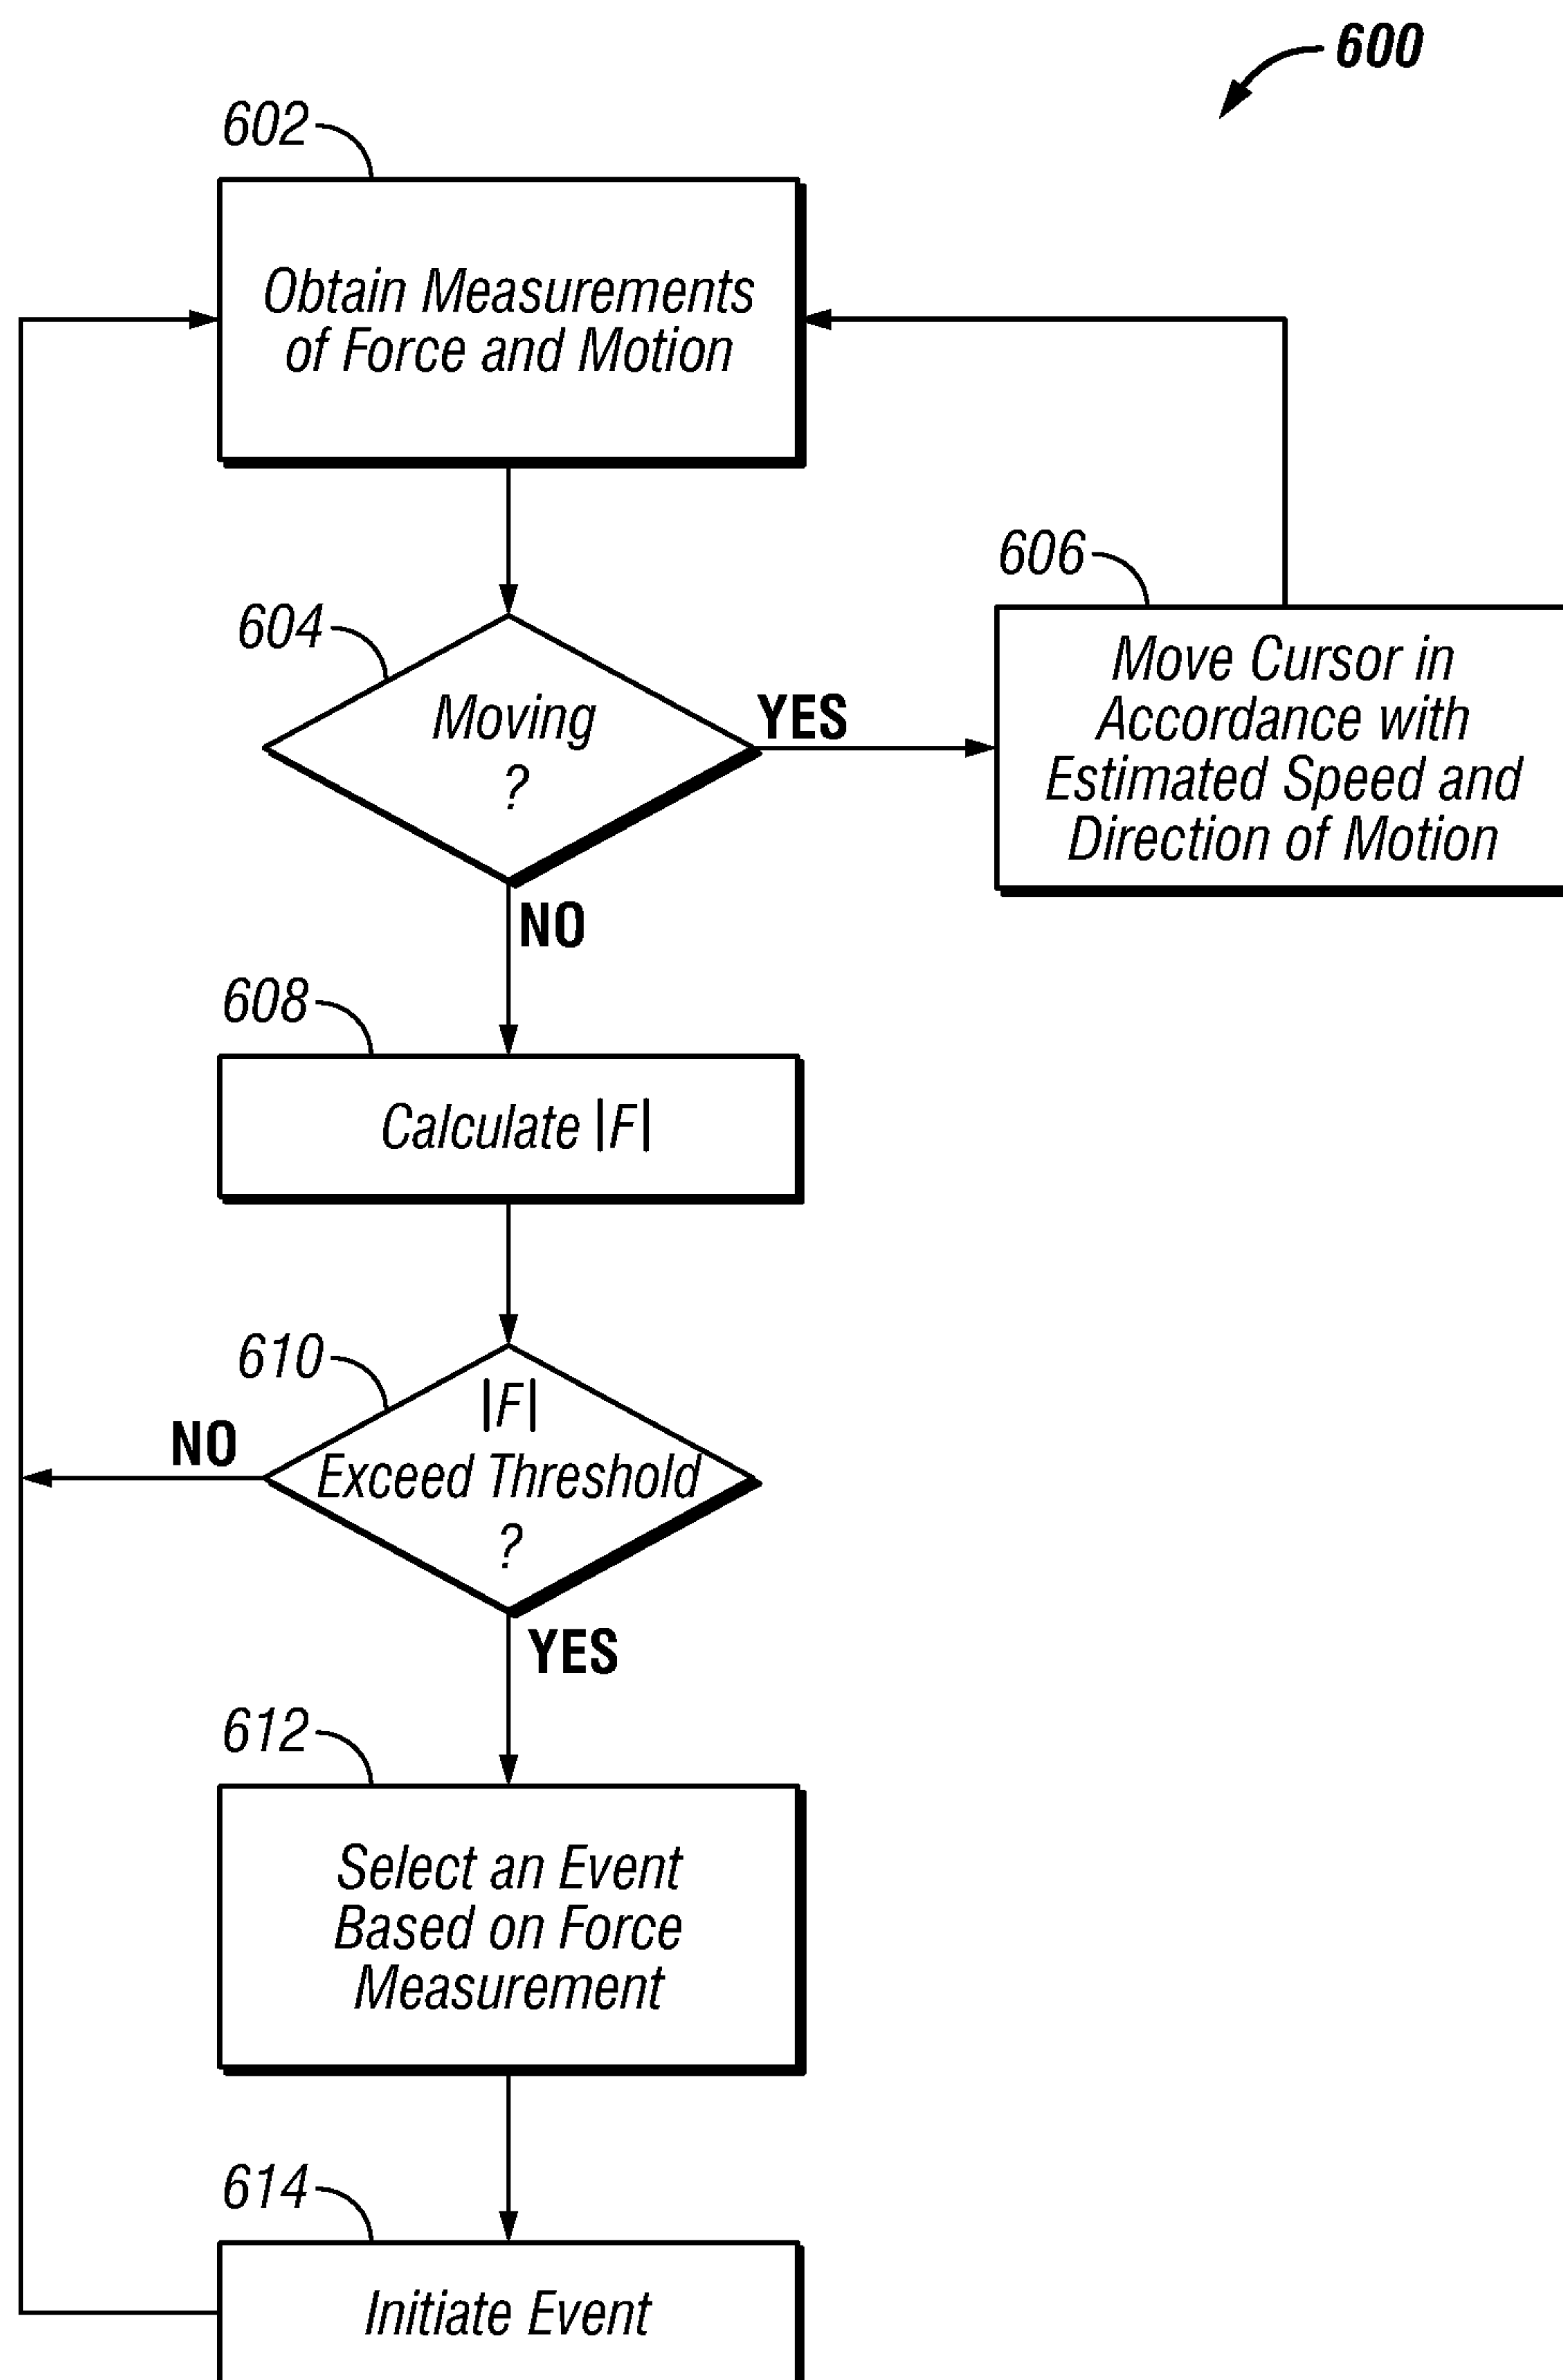 600
602
Obtain Measurements
of Force and Motion
604
Moving
?
YES
606
Move Cursor in
Accordance with
Estimated Speed and
Direction of Motion
NO
608
Calculate |F|
610
|F|
Exceed Threshold
?
NO
YES
612
Select an Event
Based on Force
Measurement
614
Initiate Event